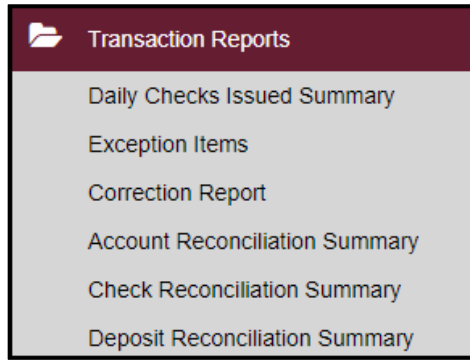 Transaction Reports
Daily Checks Issued Summary
Exception Items
Correction Report
Account Reconciliation Summary
Check Reconciliation Summary
Deposit Reconciliation Summary